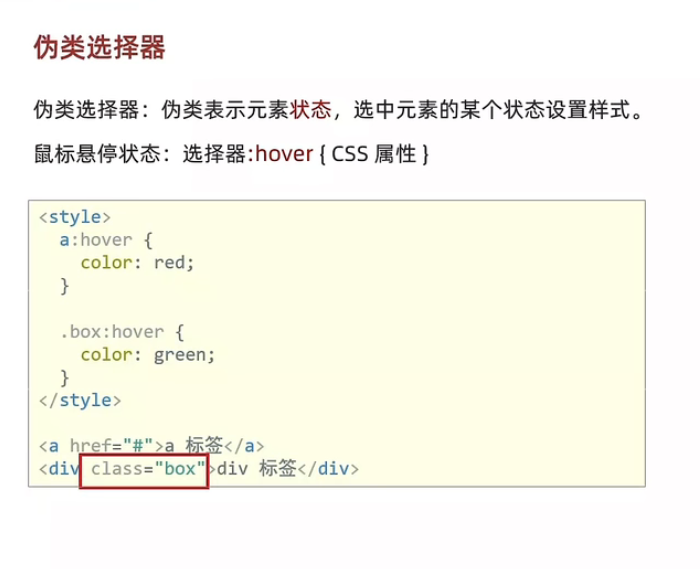 伪类选择器
伪类选择器：伪类表示元素状态，选中元素的某个状态设置样式。
鼠标悬停状态：选择器:hover { CSS 属性 }
<style>
  a:hover {
    color: red;
  }

  .box:hover {
    color: green;
  }
</style>

<a href="#">a 标签</a>
<div class="box">div 标签</div>